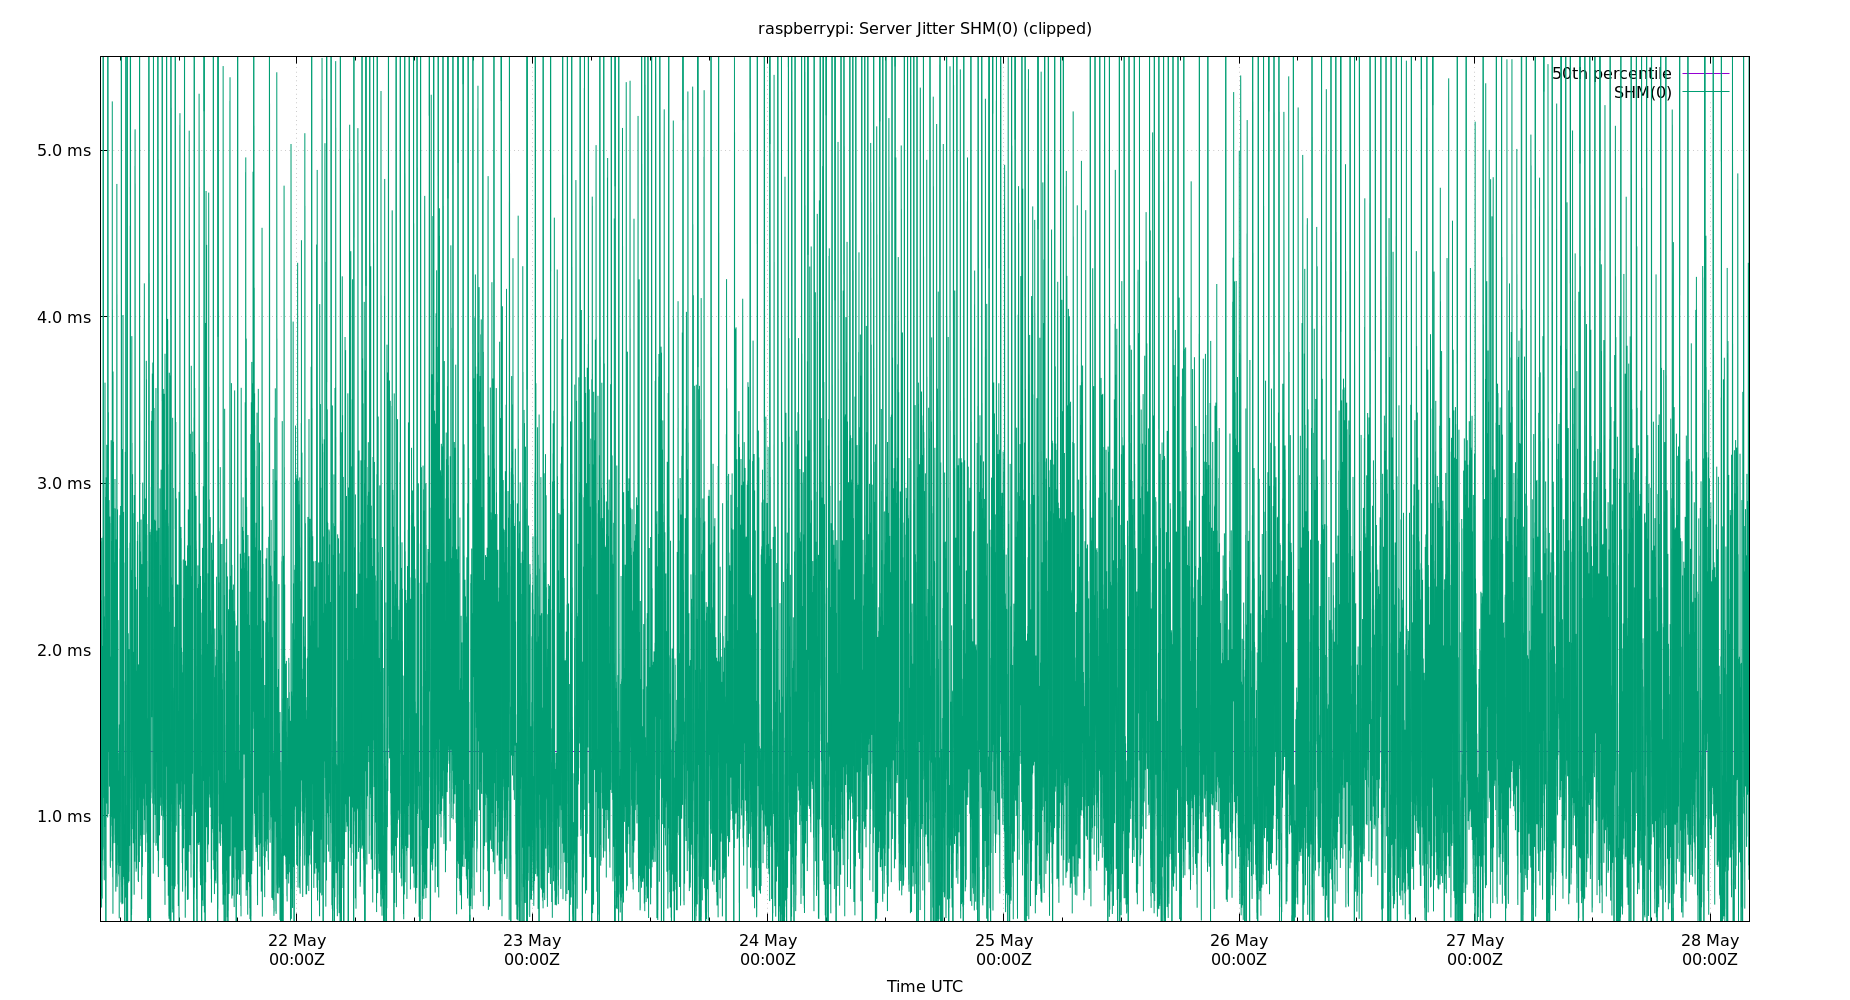 raspberrypi: Server Jitter SHM(0) (clipped)
50th percentile
SHM(0)
5.0 ms
4.0 ms
3.0 ms
2.0 ms
1.0 ms
22 May 23 May 24 May 25 May 26 May 27 May 28 May
00:00Z 00:00Z 00:00Z 00:00Z 00:00Z 00:00Z 00:00Z
Time UTC